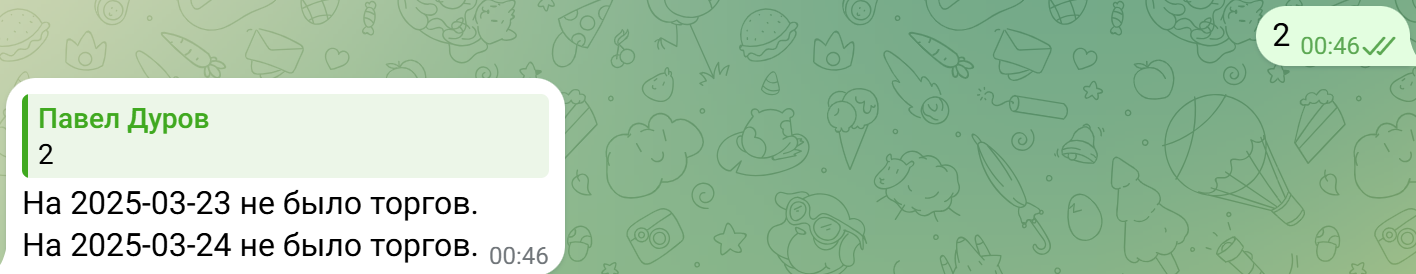 2 00:46
Павел Дуров
2
На 2025-03-23 не было торгов.
На 2025-03-24 не было торгов. 00:46